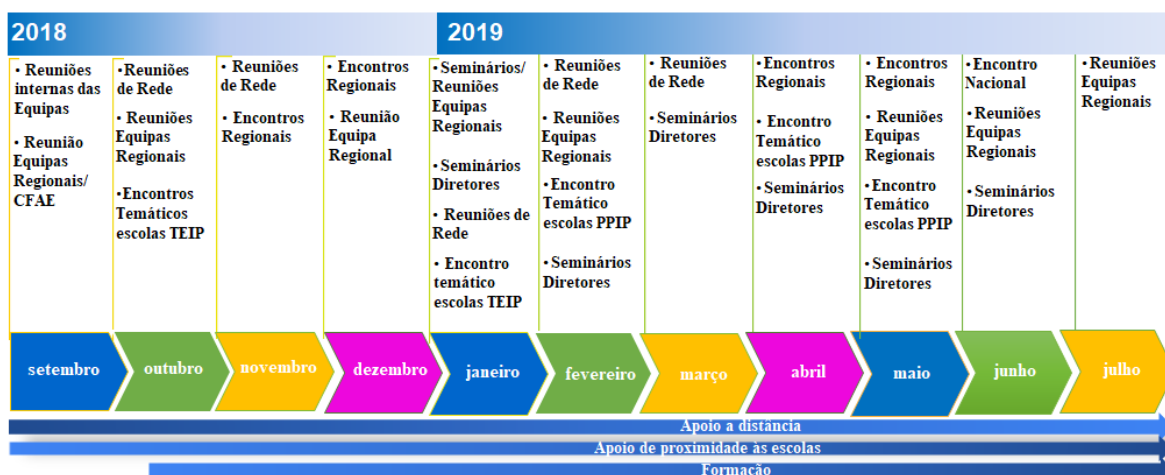 2018
2019
• Reuniões
internas das
Equipas
• Reunião
Equipas
Regionais/
CFAE
•Reuniões
de Rede
• Reuniões
Equipas
Regionais
•Encontros
Temáticos
escolas TEIP
• Reuniões
de Rede
• Encontros
Regionais
• Encontros
Regionais
• Reunião
Equipa
Regional
•Seminários/
Reuniões
Equipas
Regionais
•Seminários
Diretores
• Reuniões de
Rede
• Encontro
temático
escolas TEIP
• Reuniões
de Rede
• Reuniões
Equipas
Regionais
• Encontro
Temático
escolas PPIP
• Seminários
Diretores
• Reuniões
de Rede
• Seminários
Diretores
•Encontros
Regionais
• Encontro
Temático
escolas PPIP
• Seminários
Diretores
• Encontros
Regionais
• Reuniões
Equipas
Regionais
• Encontro
Temático
escolas PPIP
• Seminários
Diretores
• Encontro
Nacional
• Reuniões
Equipas
Regionais
• Seminários
Diretores
• Reuniões
Equipas
Regionais
setembro
outubro
novembro
dezembro
janeiro
fevereiro
março
abril
maio
junho
julho
Apoio a distância
Apoio de proximidade às escolas
Formação